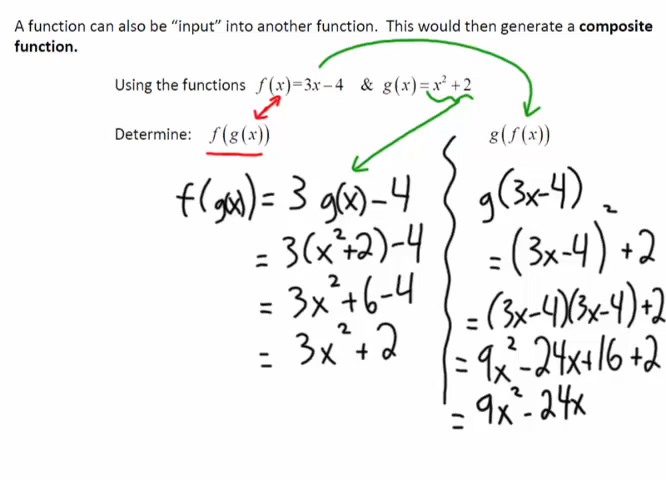 A function can also be “input” into another function. This would then generate a composite
function.
Using the functions f(x)=3x−4 & g(x)=x²+2
Determine: f(g(x)) g(f(x))
f(g(x)) = 3 g(x) − 4
= 3(x²+2) − 4
= 3x² + 6 − 4
= 3x² + 2
g(3x−4)
= (3x−4)² + 2
= (3x−4)(3x−4) + 2
= 9x² − 24x + 16 + 2
= 9x² − 24x